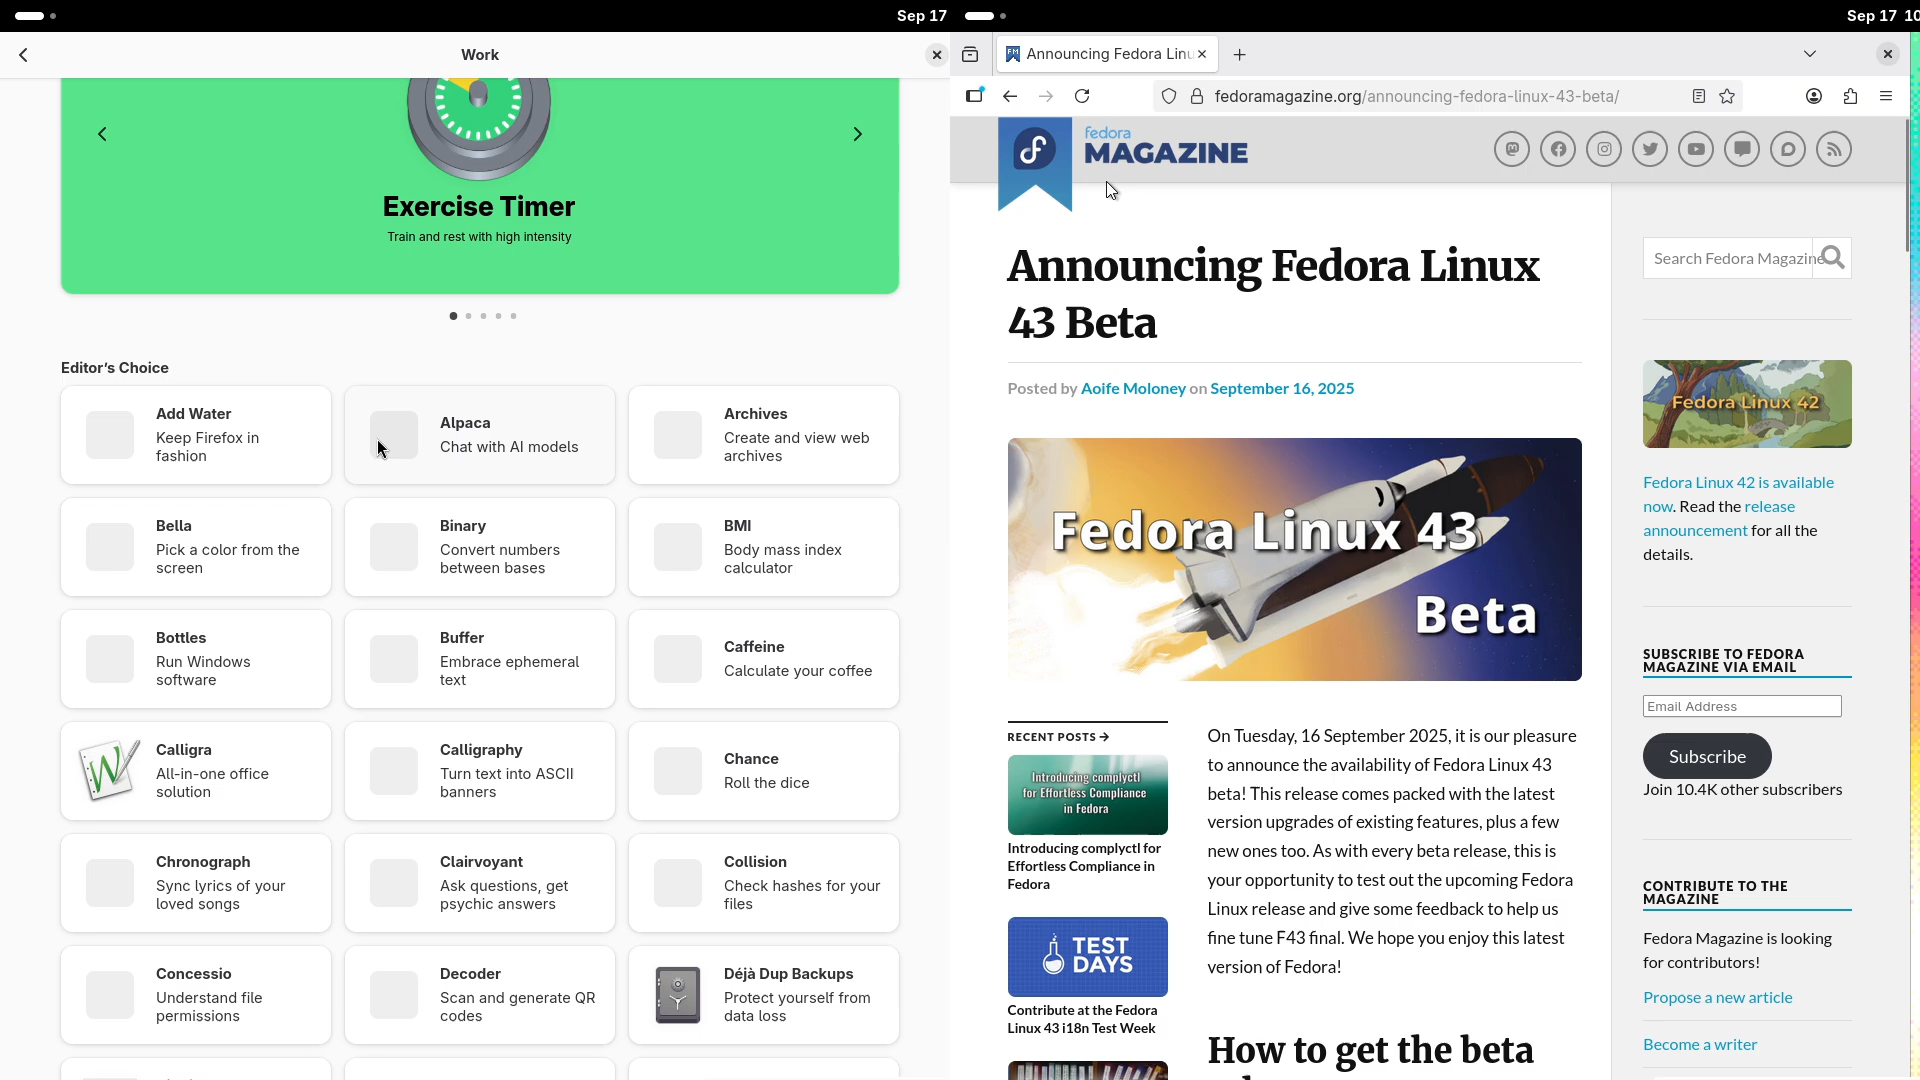 Sep 17
Work
Exercise Timer
Train and rest with high intensity
Editor’s Choice
Add Water
Keep Firefox in
fashion
Alpaca
Chat with AI models
Archives
Create and view web
archives
Bella
Pick a color from the
screen
Binary
Convert numbers
between bases
BMI
Body mass index
calculator
Bottles
Run Windows
software
Buffer
Embrace ephemeral
text
Caffeine
Calculate your coffee
Calligra
All-in-one office
solution
Calligraphy
Turn text into ASCII
banners
Chance
Roll the dice
Chronograph
Sync lyrics of your
loved songs
Clairvoyant
Ask questions, get
psychic answers
Collision
Check hashes for your
files
Concessio
Understand file
permissions
Decoder
Scan and generate QR
codes
Déjà Dup Backups
Protect yourself from
data loss
Sep 17 10
Announcing Fedora Linu
fedoramagazine.org/announcing-fedora-linux-43-beta/
FM
fedora
MAGAZINE
Announcing Fedora Linux
43 Beta
Posted by Aoife Moloney on September 16, 2025
Fedora Linux 43
Beta
RECENT POSTS →
Introducing complyctl
for Effortless Compliance
in Fedora
Introducing complyctl for
Effortless Compliance in
Fedora
TEST
DAYS
Contribute at the Fedora
Linux 43 i18n Test Week
On Tuesday, 16 September 2025, it is our pleasure
to announce the availability of Fedora Linux 43
beta! This release comes packed with the latest
version upgrades of existing features, plus a few
new ones too. As with every beta release, this is
your opportunity to test out the upcoming Fedora
Linux release and give some feedback to help us
fine tune F43 final. We hope you enjoy this latest
version of Fedora!
How to get the beta
Search Fedora Magazine
Fedora Linux 42
Fedora Linux 42 is available
now. Read the release
announcement for all the
details.
SUBSCRIBE TO FEDORA
MAGAZINE VIA EMAIL
Email Address
Subscribe
Join 10.4K other subscribers
CONTRIBUTE TO THE
MAGAZINE
Fedora Magazine is looking
for contributors!
Propose a new article
Become a writer